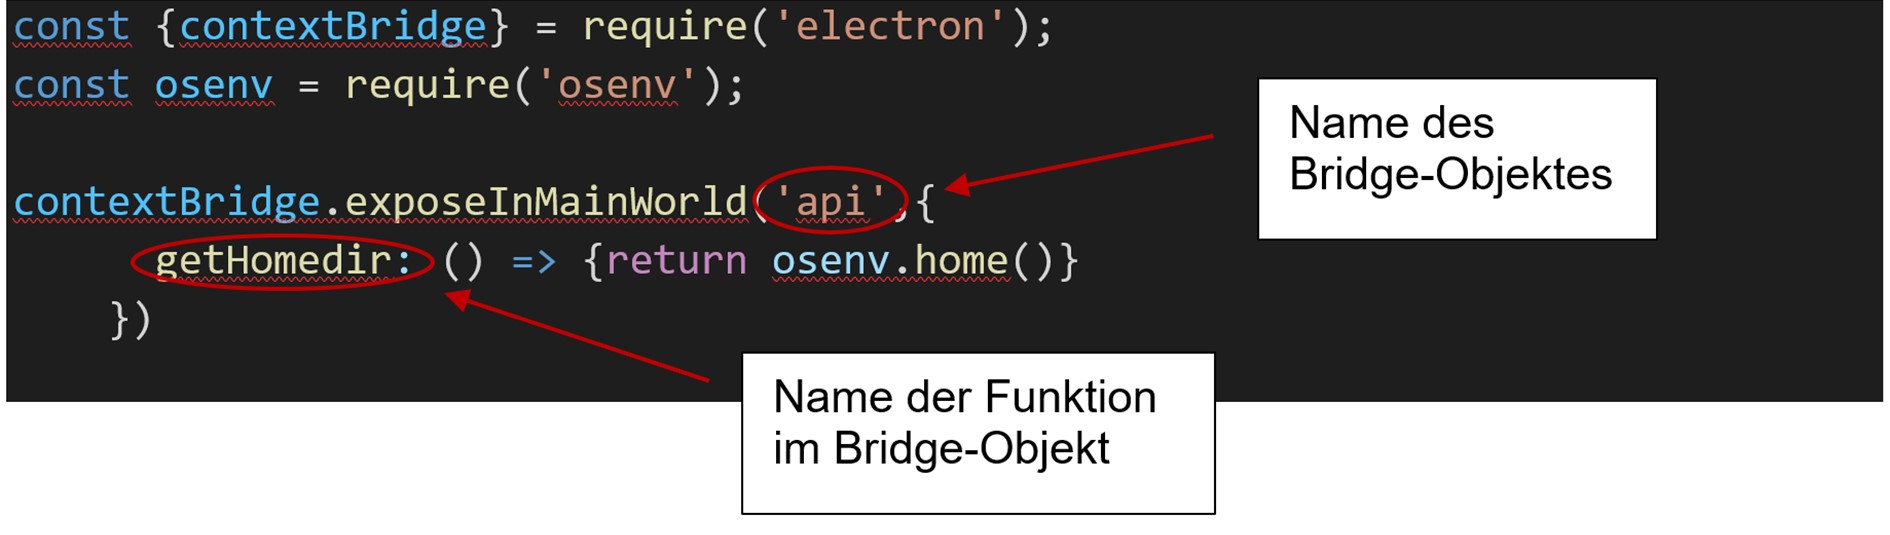 const {contextBridge} = require('electron');
const osenv = require('osenv');
contextBridge.exposeInMainWorld('api',{
getHomedir: () => {return osenv.home()}
})
Name des
Bridge-Objektes
Name der Funktion
im Bridge-Objekt